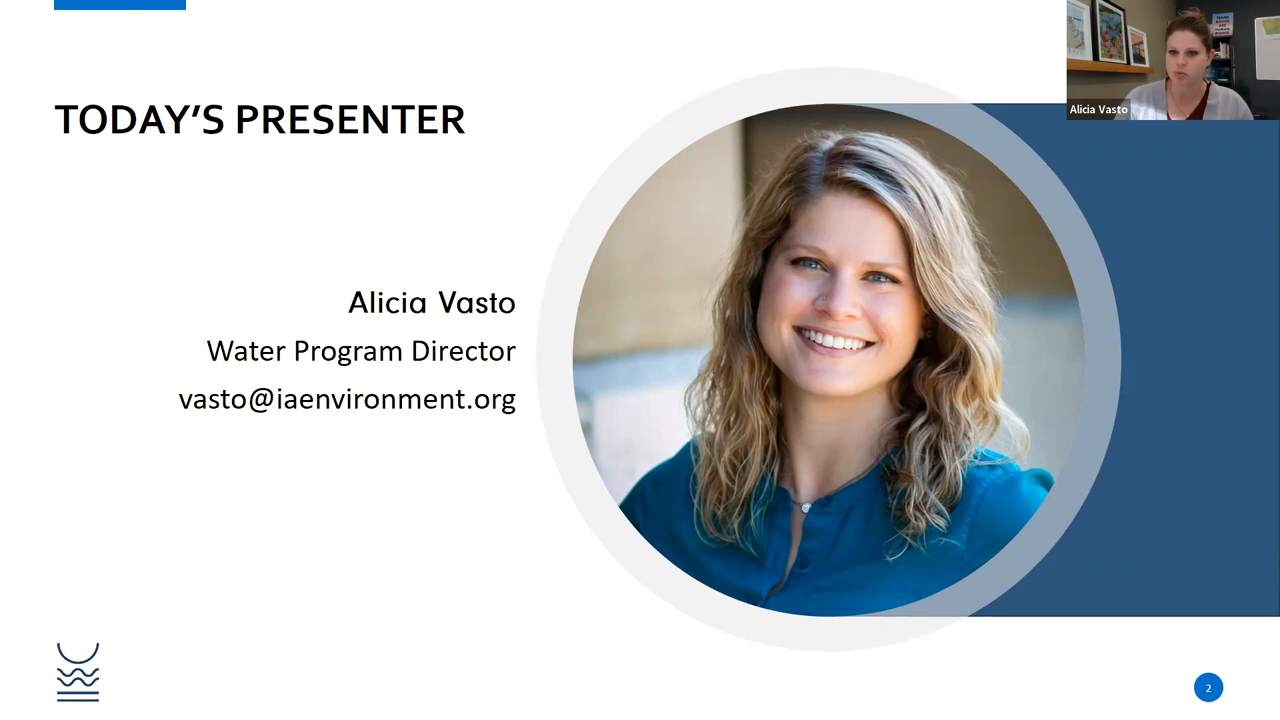 TODAY’S PRESENTER
Alicia Vasto
Water Program Director
vasto@iaenvironment.org
Alicia Vasto
2